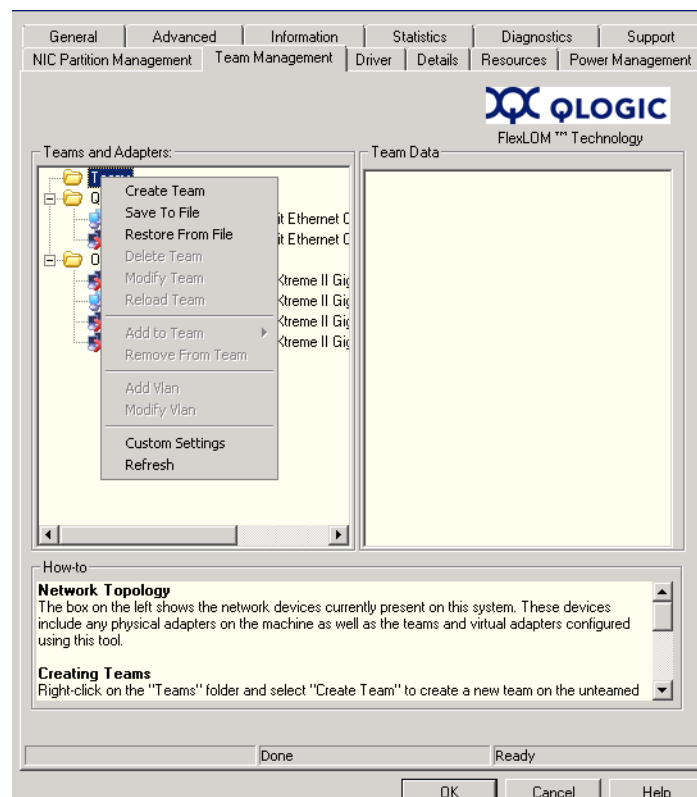 General Advanced Information Statistics Diagnostics Support
NIC Partition Management Team Management Driver Details Resources Power Management
QLOGIC
FlexLOM ™ Technology
Teams and Adapters:
Team Data
Create Team
Save To File
Restore From File
Delete Team
Modify Team
Reload Team
Add to Team
Remove From Team
Add Vlan
Modify Vlan
Custom Settings
Refresh
Q
it Ethernet C
it Ethernet C
Xtreme II Gig
Xtreme II Gig
Xtreme II Gig
Xtreme II Gig
How-to
Network Topology
The box on the left shows the network devices currently present on this system. These devices
include any physical adapters on the machine as well as the teams and virtual adapters configured
using this tool.
Creating Teams
Right-click on the "Teams" folder and select "Create Team" to create a new team on the unteamed
Done Ready
OK Cancel Help